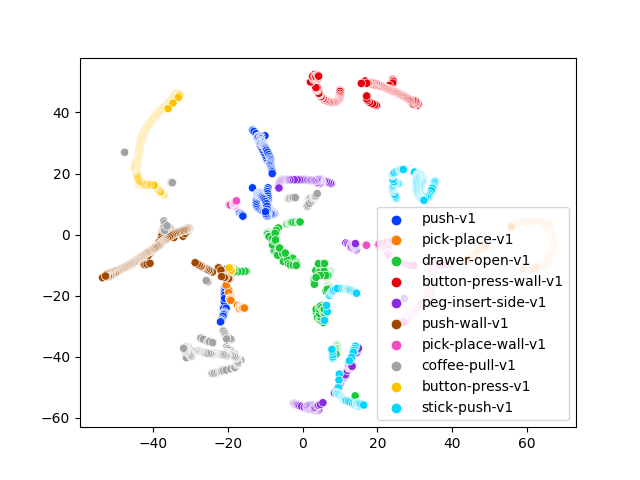 40
20
0
−20
−40
−60
−40
−20
0
20
40
60
push-v1
pick-place-v1
drawer-open-v1
button-press-wall-v1
peg-insert-side-v1
push-wall-v1
pick-place-wall-v1
coffee-pull-v1
button-press-v1
stick-push-v1